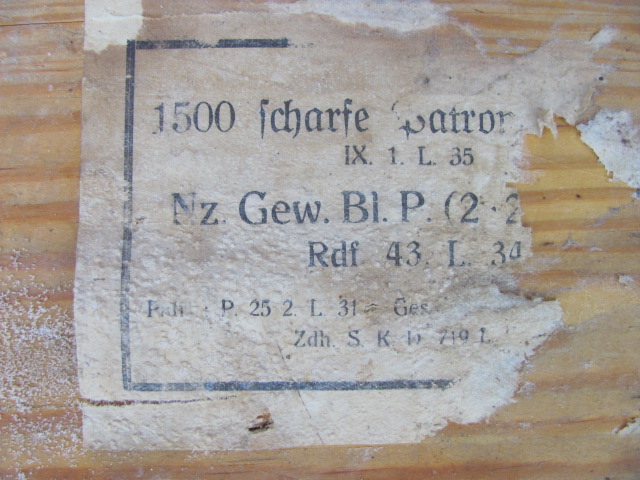 1500 scharfe Patron
IX. 1. L. 35
Nz. Gew. Bl. P. (2·2
Rdf. 43. L. 34
P. 25 2. L. 31 = Ges.
Zdh. S. K. b 719 L